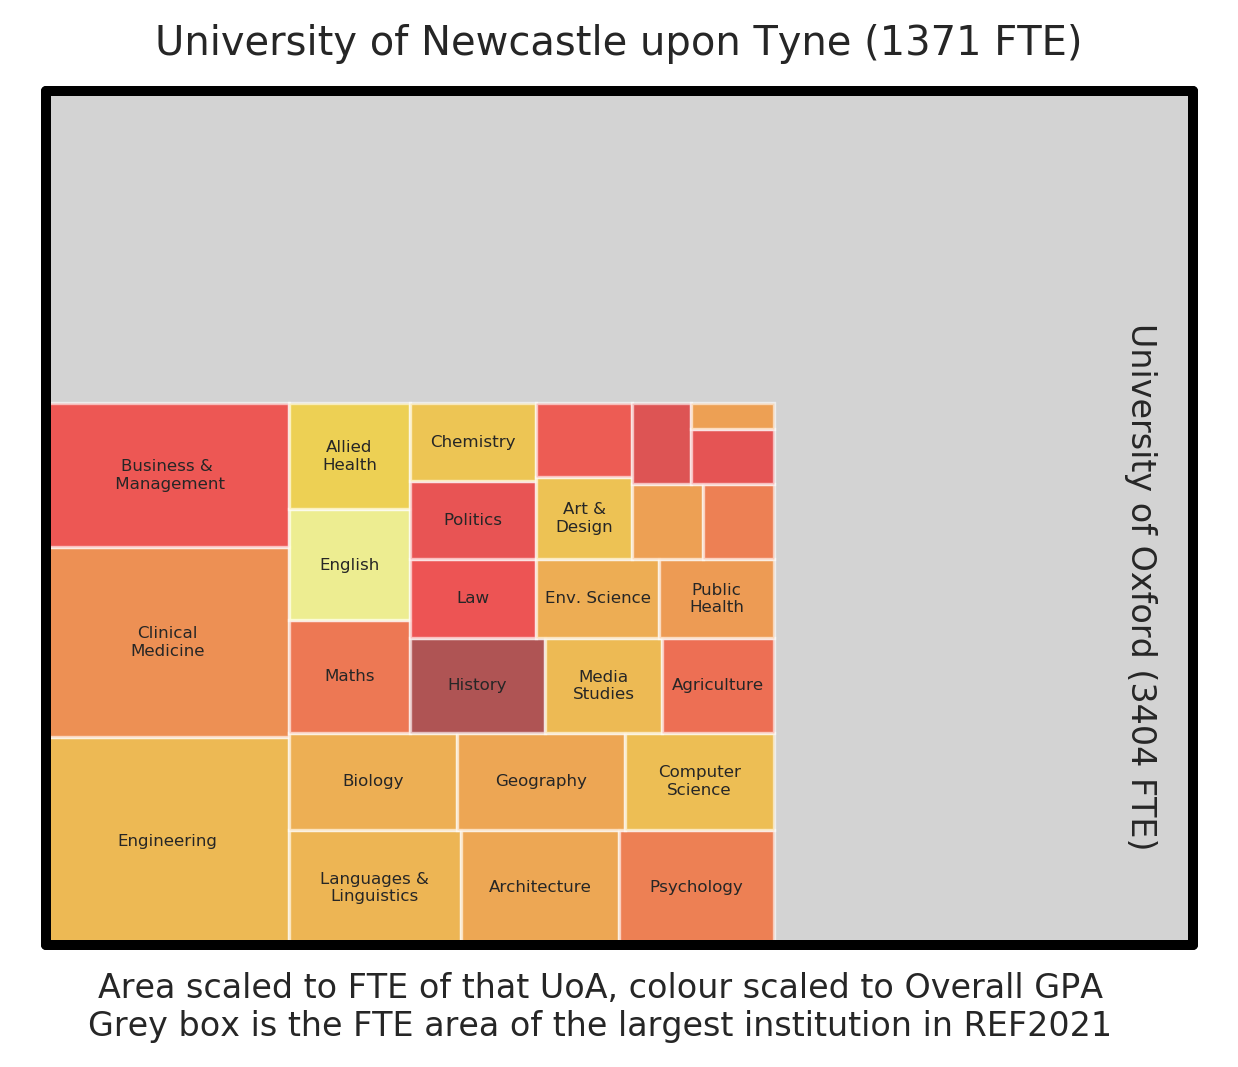 University of Newcastle upon Tyne (1371 FTE)
Business &
Management
Allied
Health
Chemistry
Politics
Art &
Design
English
Law
Env. Science
Public
Health
Clinical
Medicine
Maths
History
Media
Studies
Agriculture
Biology
Geography
Computer
Science
Engineering
Languages &
Linguistics
Architecture
Psychology
University of Oxford (3404 FTE)
Area scaled to FTE of that UoA, colour scaled to Overall GPA
Grey box is the FTE area of the largest institution in REF2021